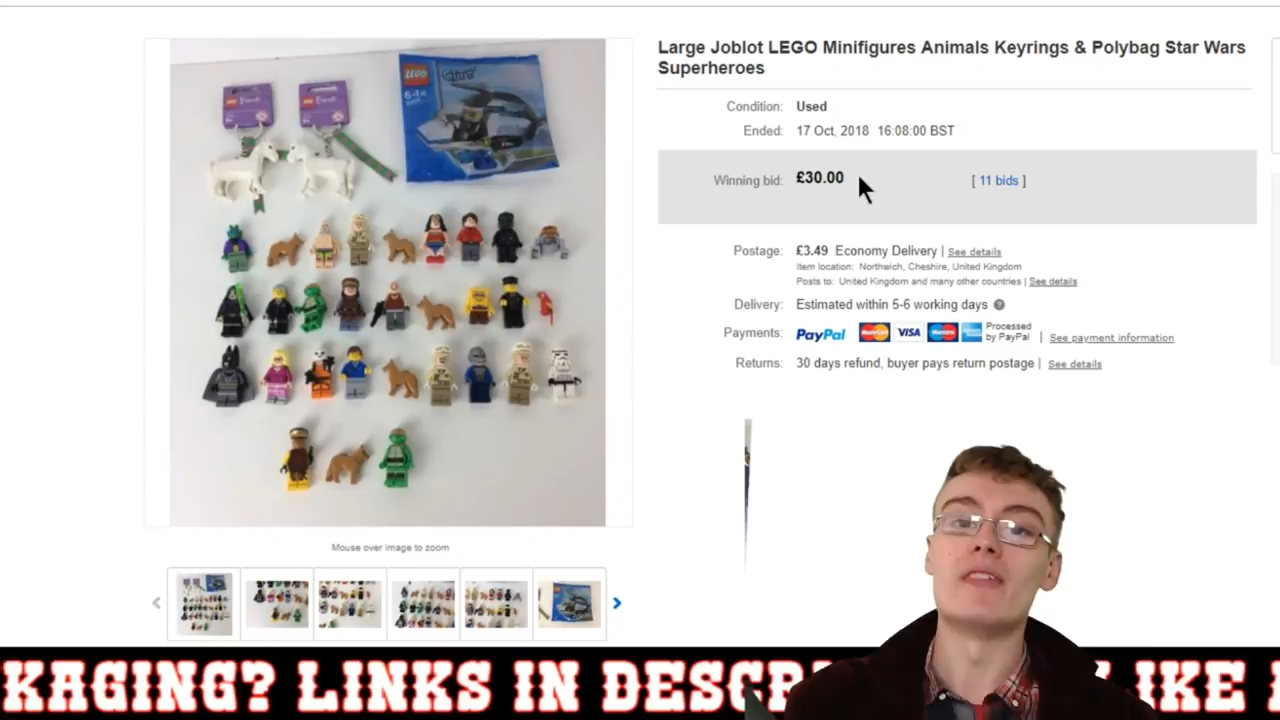 Large Joblot LEGO Minifigures Animals Keyrings & Polybag Star Wars
Superheroes
Condition: Used
Ended: 17 Oct, 2018 16:08:00 BST
Winning bid: £30.00 [ 11 bids ]
Postage: £3.49 Economy Delivery | See details
Item location: Northwich, Cheshire, United Kingdom
Posts to: United Kingdom and many other countries | See details
Delivery: Estimated within 5-6 working days
Payments: PayPal MasterCard VISA Processed by PayPal | See payment information
Returns: 30 days refund, buyer pays return postage | See details
LEGO CITY
Mouse over image to zoom
KAGING? LINKS IN DESCR
LIKE